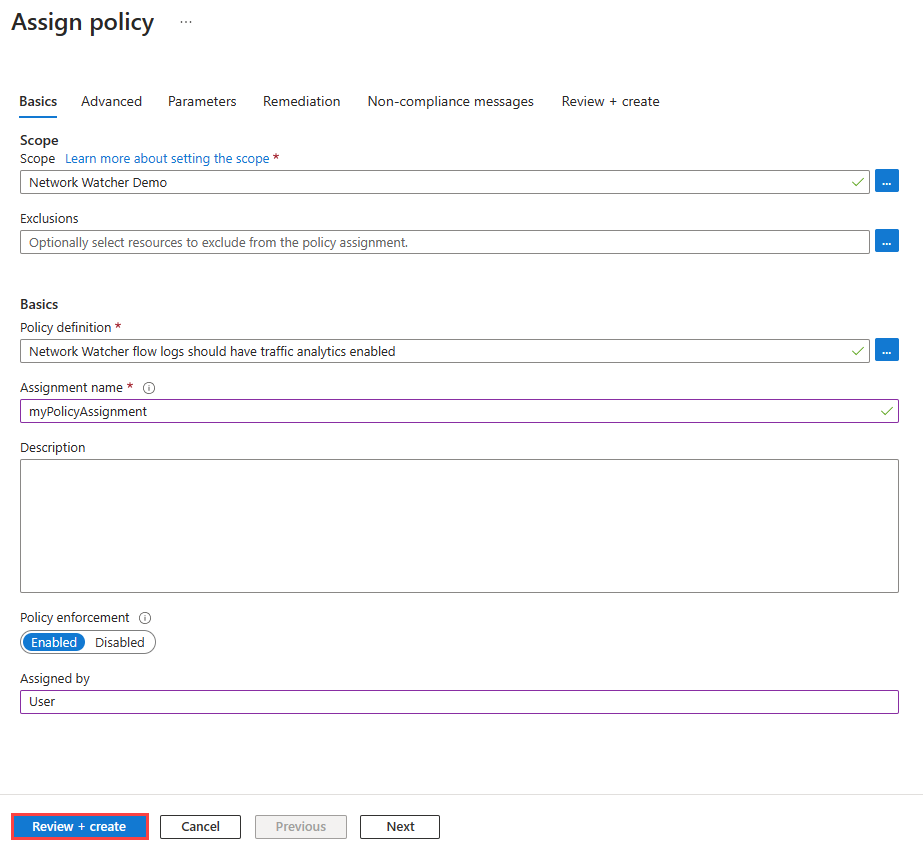 Assign policy ...
Basics Advanced Parameters Remediation Non-compliance messages Review + create
Scope
Scope Learn more about setting the scope *
Network Watcher Demo ...
Exclusions
Optionally select resources to exclude from the policy assignment. ...
Basics
Policy definition *
Network Watcher flow logs should have traffic analytics enabled ...
Assignment name *
myPolicyAssignment
Description
Policy enforcement
Enabled Disabled
Assigned by
User
Review + create Cancel Previous Next